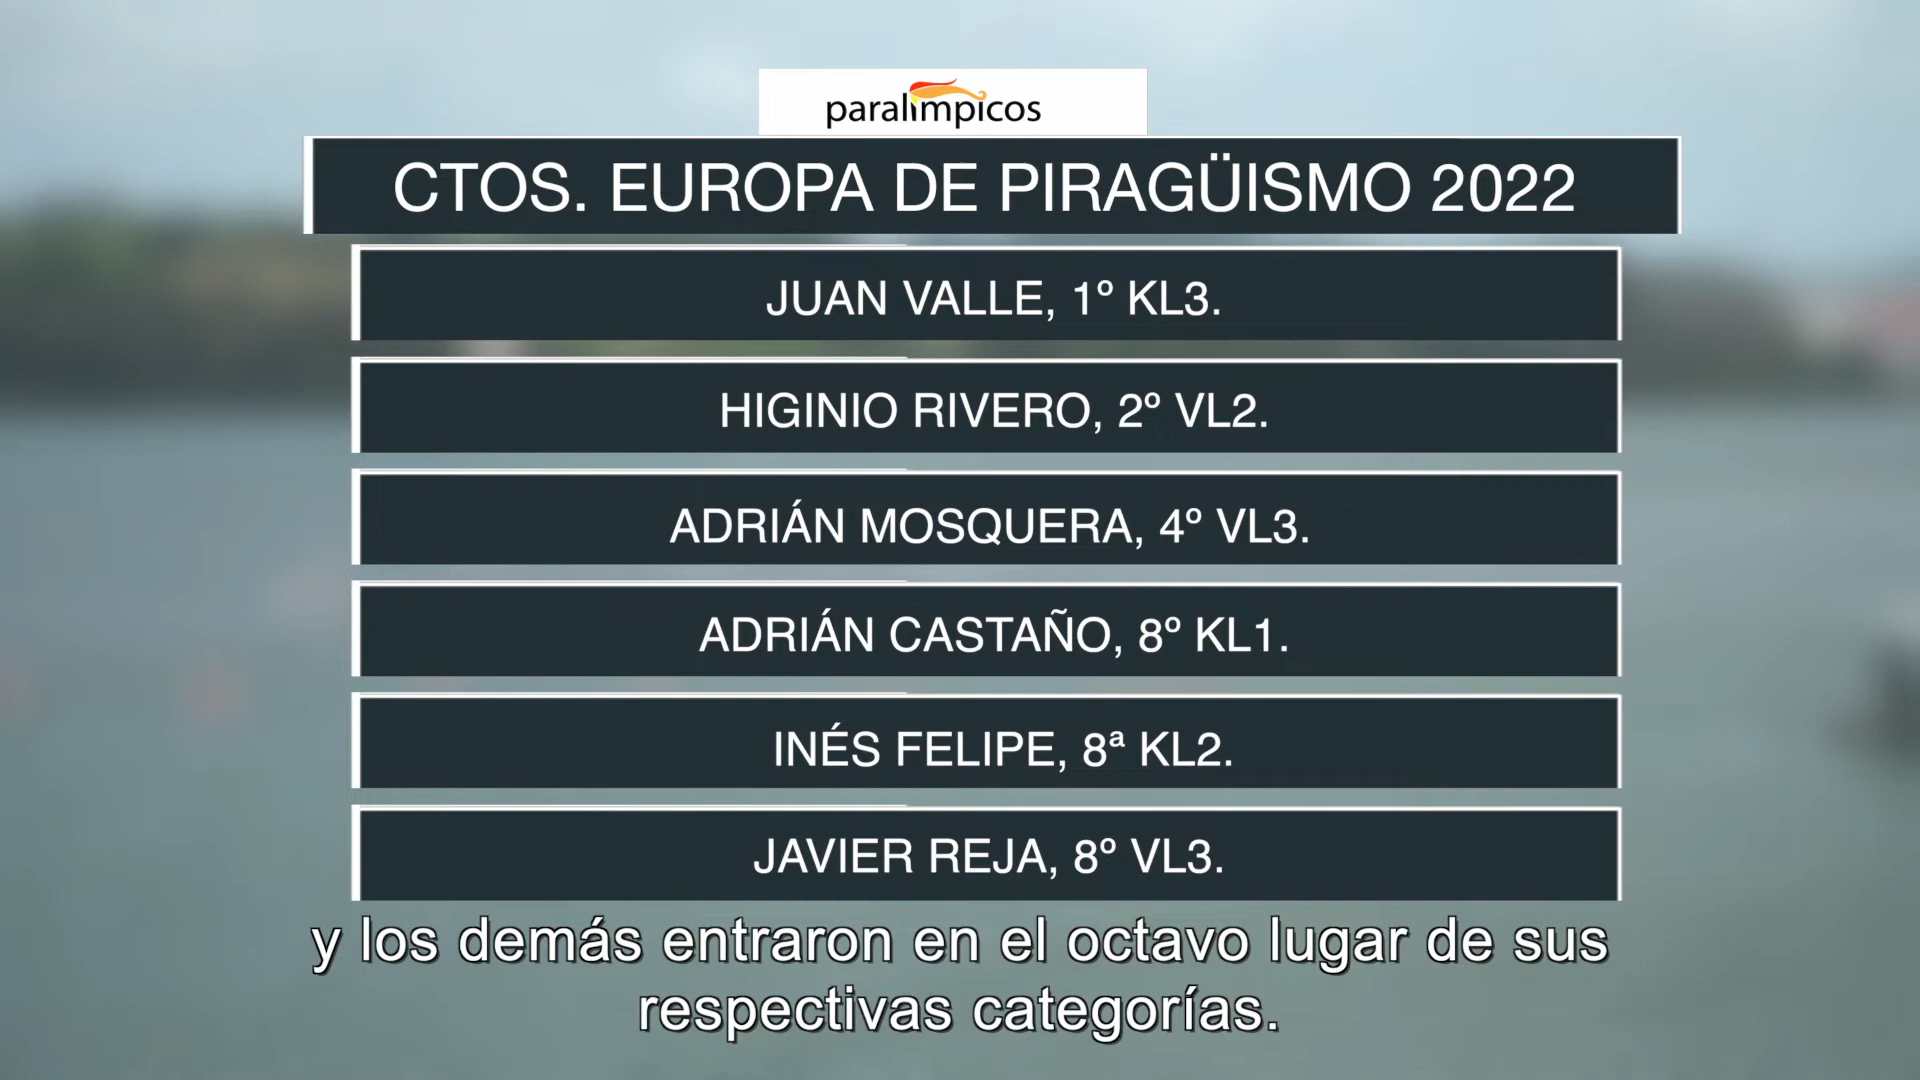 paralimpicos
CTOS. EUROPA DE PIRAGÜISMO 2022
JUAN VALLE, 1º KL3.
HIGINIO RIVERO, 2º VL2.
ADRIÁN MOSQUERA, 4º VL3.
ADRIÁN CASTAÑO, 8º KL1.
INÉS FELIPE, 8ª KL2.
JAVIER REJA, 8º VL3.
y los demás entraron en el octavo lugar de sus
respectivas categorías.